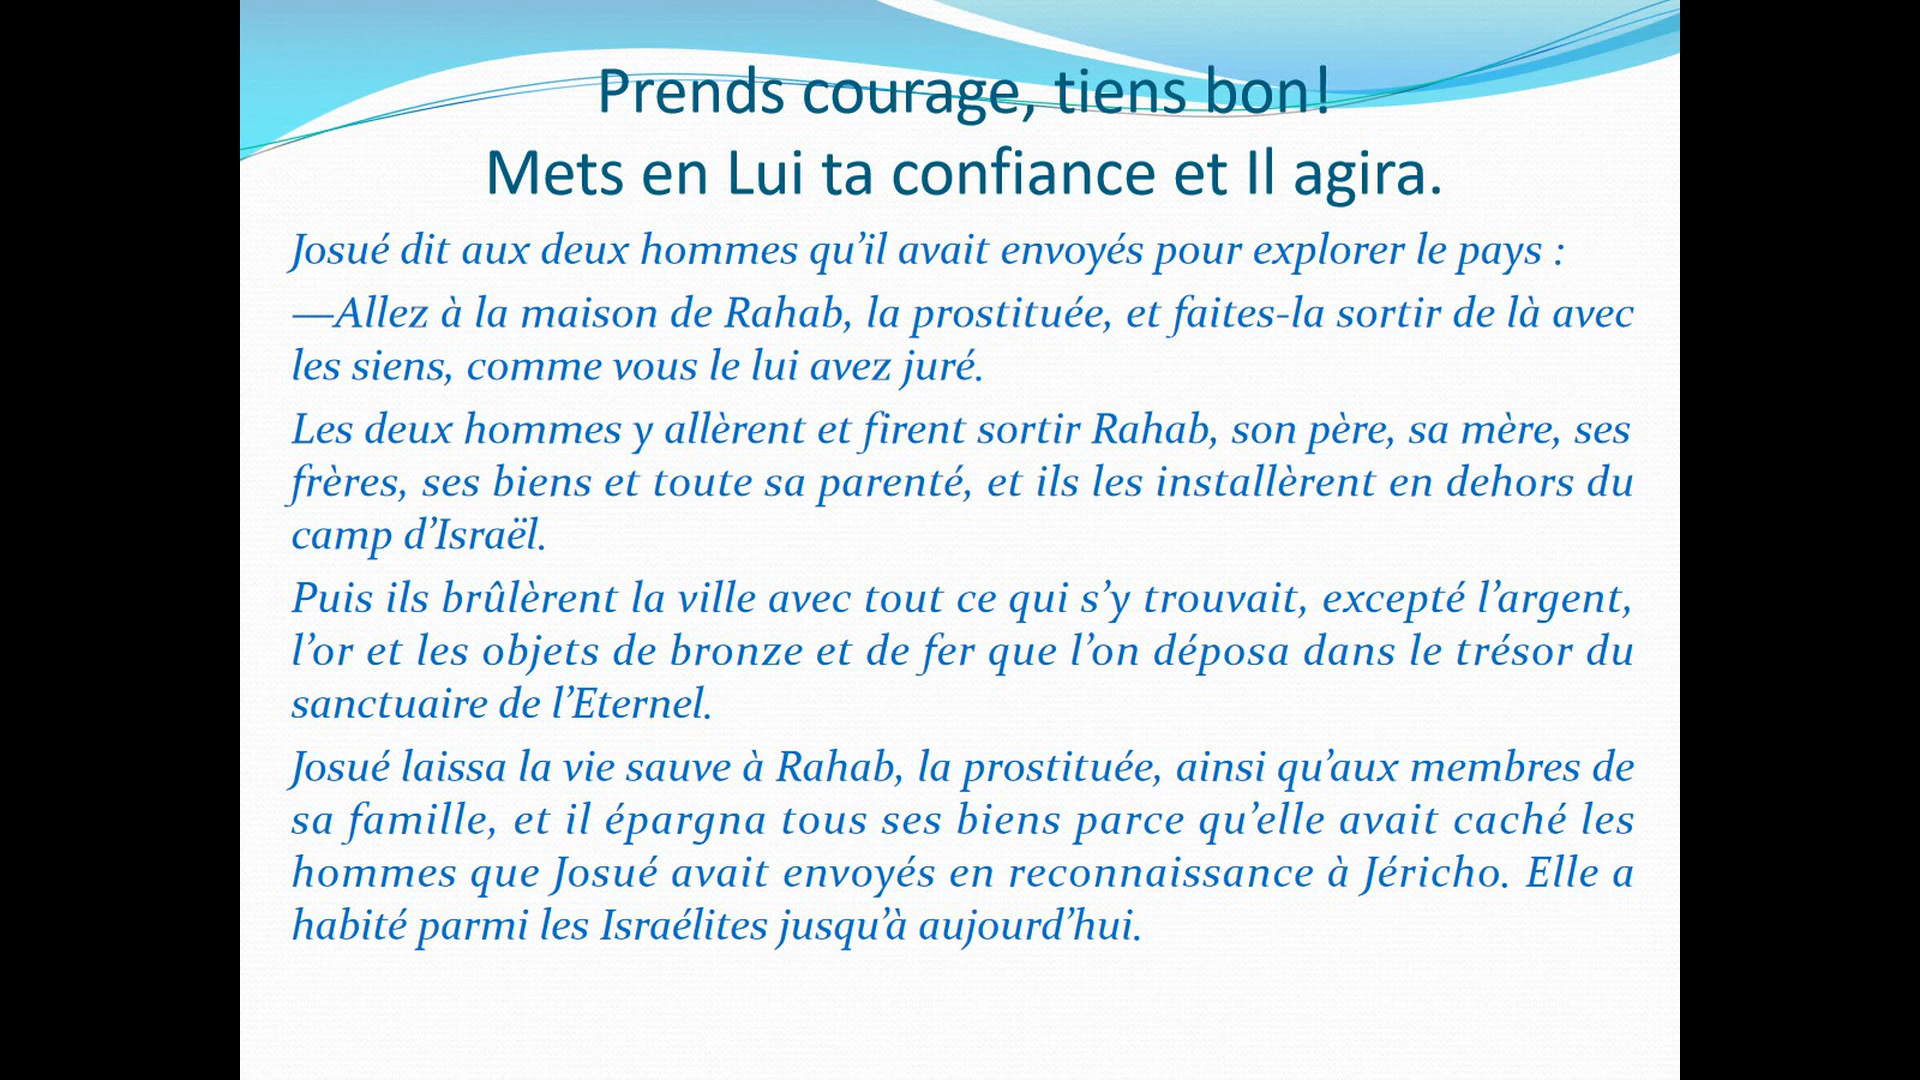 Prends courage, tiens bon!
Mets en Lui ta confiance et Il agira.
Josué dit aux deux hommes qu’il avait envoyés pour explorer le pays :
—Allez à la maison de Rahab, la prostituée, et faites-la sortir de là avec
les siens, comme vous le lui avez juré.
Les deux hommes y allèrent et firent sortir Rahab, son père, sa mère, ses
frères, ses biens et toute sa parenté, et ils les installèrent en dehors du
camp d’Israël.
Puis ils brûlèrent la ville avec tout ce qui s’y trouvait, excepté l’argent,
l’or et les objets de bronze et de fer que l’on déposa dans le trésor du
sanctuaire de l’Eternel.
Josué laissa la vie sauve à Rahab, la prostituée, ainsi qu’aux membres de
sa famille, et il épargna tous ses biens parce qu’elle avait caché les
hommes que Josué avait envoyés en reconnaissance à Jéricho. Elle a
habité parmi les Israélites jusqu’à aujourd’hui.